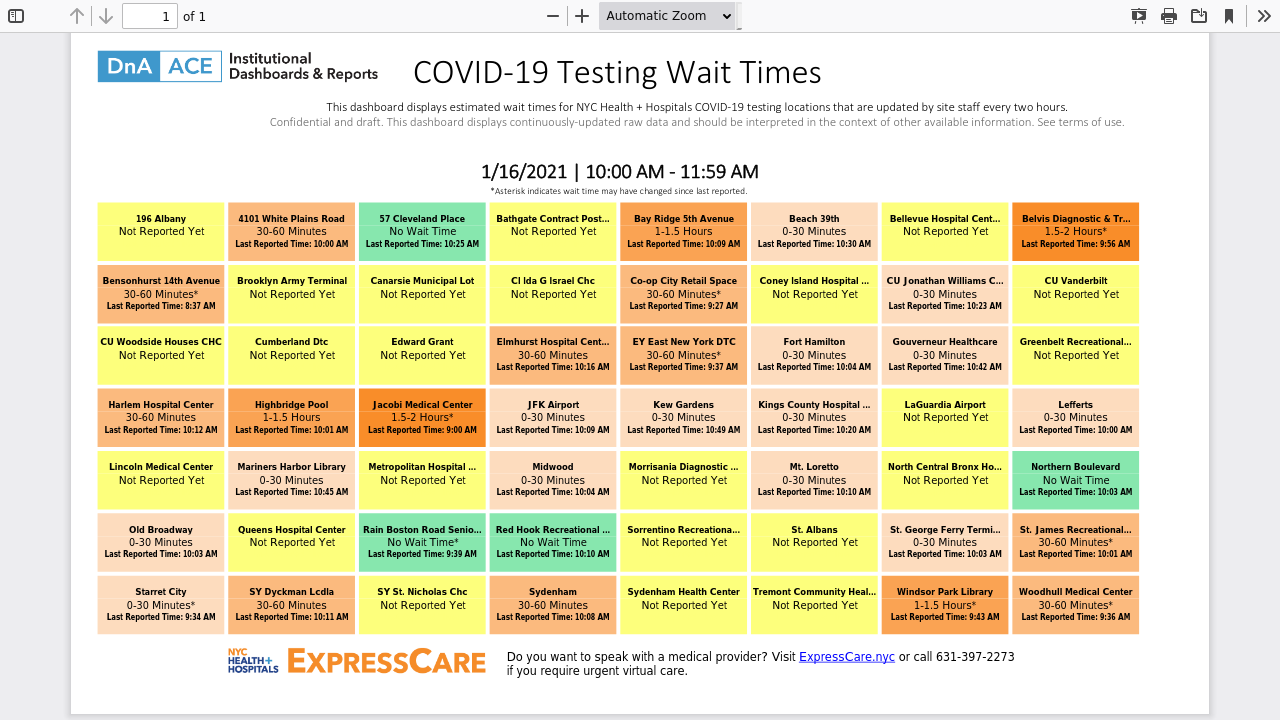 1 of 1 Automatic Zoom
DnA ACE Institutional
Dashboards & Reports
COVID-19 Testing Wait Times
This dashboard displays estimated wait times for NYC Health + Hospitals COVID-19 testing locations that are updated by site staff every two hours.
Confidential and draft. This dashboard displays continuously-updated raw data and should be interpreted in the context of other available information. See terms of use.
1/16/2021 | 10:00 AM - 11:59 AM
*Asterisk indicates wait time may have changed since last reported.
196 Albany
Not Reported Yet
4101 White Plains Road
30-60 Minutes
Last Reported Time: 10:00 AM
57 Cleveland Place
No Wait Time
Last Reported Time: 10:25 AM
Bathgate Contract Post...
Not Reported Yet
Bay Ridge 5th Avenue
1-1.5 Hours
Last Reported Time: 10:09 AM
Beach 39th
0-30 Minutes
Last Reported Time: 10:30 AM
Bellevue Hospital Cent...
Not Reported Yet
Belvis Diagnostic & Tr...
1.5-2 Hours*
Last Reported Time: 9:56 AM
Bensonhurst 14th Avenue
30-60 Minutes*
Last Reported Time: 8:37 AM
Brooklyn Army Terminal
Not Reported Yet
Canarsie Municipal Lot
Not Reported Yet
Cl Ida G Israel Chc
Not Reported Yet
Co-op City Retail Space
30-60 Minutes*
Last Reported Time: 9:27 AM
Coney Island Hospital ...
Not Reported Yet
CU Jonathan Williams C...
0-30 Minutes
Last Reported Time: 10:23 AM
CU Vanderbilt
Not Reported Yet
CU Woodside Houses CHC
Not Reported Yet
Cumberland Dtc
Not Reported Yet
Edward Grant
Not Reported Yet
Elmhurst Hospital Cent...
30-60 Minutes
Last Reported Time: 10:16 AM
EY East New York DTC
30-60 Minutes*
Last Reported Time: 9:37 AM
Fort Hamilton
0-30 Minutes
Last Reported Time: 10:04 AM
Gouverneur Healthcare
0-30 Minutes
Last Reported Time: 10:42 AM
Greenbelt Recreational...
Not Reported Yet
Harlem Hospital Center
30-60 Minutes
Last Reported Time: 10:12 AM
Highbridge Pool
1-1.5 Hours
Last Reported Time: 10:01 AM
Jacobi Medical Center
1.5-2 Hours*
Last Reported Time: 9:00 AM
JFK Airport
0-30 Minutes
Last Reported Time: 10:09 AM
Kew Gardens
0-30 Minutes
Last Reported Time: 10:49 AM
Kings County Hospital ...
0-30 Minutes
Last Reported Time: 10:20 AM
LaGuardia Airport
Not Reported Yet
Lefferts
0-30 Minutes
Last Reported Time: 10:00 AM
Lincoln Medical Center
Not Reported Yet
Mariners Harbor Library
0-30 Minutes
Last Reported Time: 10:45 AM
Metropolitan Hospital ...
Not Reported Yet
Midwood
0-30 Minutes
Last Reported Time: 10:04 AM
Morrisania Diagnostic ...
Not Reported Yet
Mt. Loretto
0-30 Minutes
Last Reported Time: 10:10 AM
North Central Bronx Ho...
Not Reported Yet
Northern Boulevard
No Wait Time
Last Reported Time: 10:03 AM
Old Broadway
0-30 Minutes
Last Reported Time: 10:03 AM
Queens Hospital Center
Not Reported Yet
Rain Boston Road Senio...
No Wait Time*
Last Reported Time: 9:39 AM
Red Hook Recreational ...
No Wait Time
Last Reported Time: 10:10 AM
Sorrentino Recreationa...
Not Reported Yet
St. Albans
Not Reported Yet
St. George Ferry Termi...
0-30 Minutes
Last Reported Time: 10:03 AM
St. James Recreational...
30-60 Minutes*
Last Reported Time: 10:01 AM
Starret City
0-30 Minutes*
Last Reported Time: 9:34 AM
SY Dyckman Lcdla
30-60 Minutes
Last Reported Time: 10:11 AM
SY St. Nicholas Chc
Not Reported Yet
Sydenham
30-60 Minutes
Last Reported Time: 10:08 AM
Sydenham Health Center
Not Reported Yet
Tremont Community Heal...
Not Reported Yet
Windsor Park Library
1-1.5 Hours*
Last Reported Time: 9:43 AM
Woodhull Medical Center
30-60 Minutes*
Last Reported Time: 9:36 AM
NYC
HEALTH+
HOSPITALS
EXPRESSCARE
Do you want to speak with a medical provider? Visit ExpressCare.nyc or call 631-397-2273
if you require urgent virtual care.